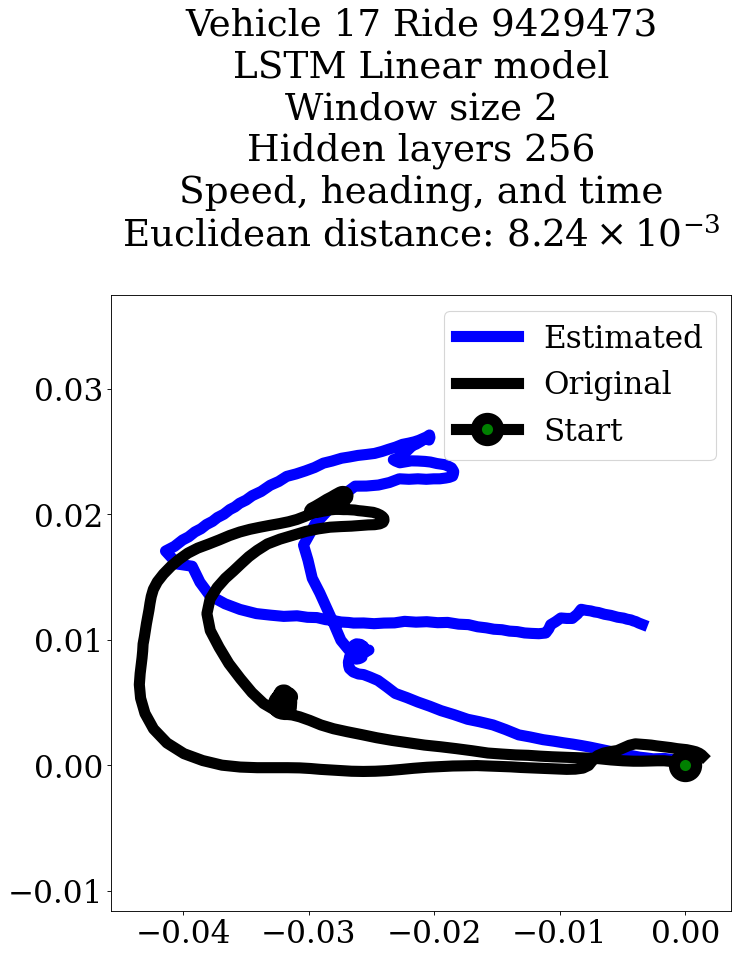 Vehicle 17 Ride 9429473
LSTM Linear model
Window size 2
Hidden layers 256
Speed, heading, and time
Euclidean distance: 8.24 × 10⁻³
Estimated
Original
Start
0.03
0.02
0.01
0.00
−0.01
−0.04 −0.03 −0.02 −0.01 0.00